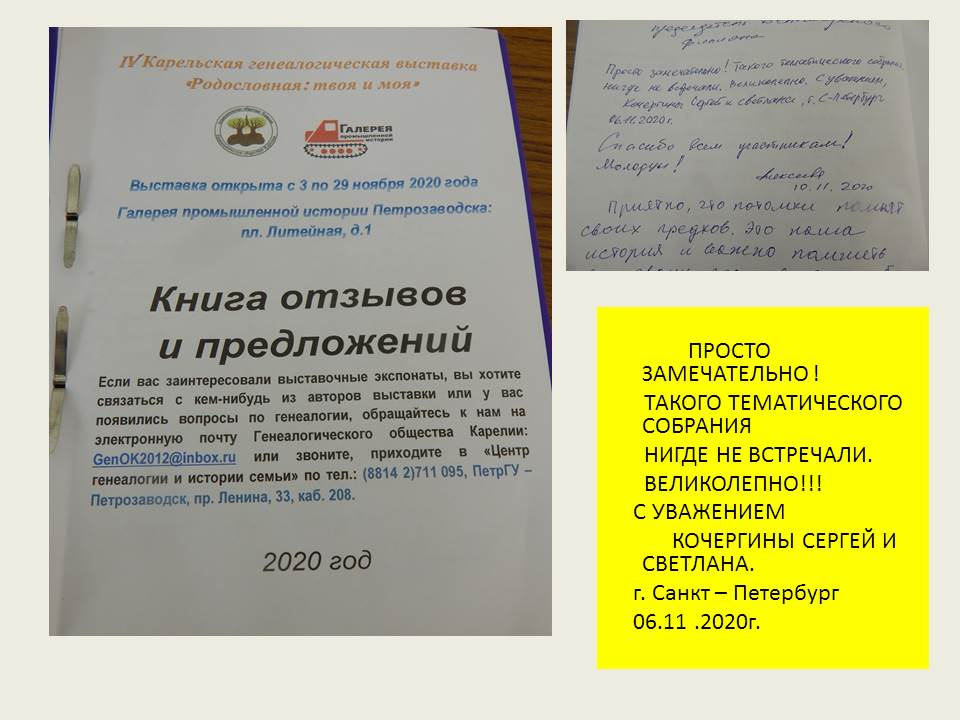 IV Карельская генеалогическая выставка
«Родословная: твоя и моя»
ГАЛЕРЕЯ
промышленной
истории
Выставка открыта с 3 по 29 ноября 2020 года
Галерея промышленной истории Петрозаводска:
пл. Литейная, д.1
Книга отзывов
и предложений
Если вас заинтересовали выставочные экспонаты, вы хотите
связаться с кем-нибудь из авторов выставки или у вас
появились вопросы по генеалогии, обращайтесь к нам на
электронную почту Генеалогического общества Карелии:
GenOK2012@inbox.ru или звоните, приходите в «Центр
генеалогии и истории семьи» по тел.: (8814 2)711 095, ПетрГУ –
Петрозаводск, пр. Ленина, 33, каб. 208.
2020 год
председатель
филиала
Просто замечательно! Такого тематического собрания
нигде не встречали. Великолепно. С уважением,
Кочергины Сергей и Светлана, г. С-Петербург
06.11.2020г.
Спасибо всем участникам!
Молодцы!
10.11.2020
Приятно, что потомки помнят
своих предков. Это наша
история и важно помнить
ПРОСТО
ЗАМЕЧАТЕЛЬНО !
ТАКОГО ТЕМАТИЧЕСКОГО
СОБРАНИЯ
НИГДЕ НЕ ВСТРЕЧАЛИ.
ВЕЛИКОЛЕПНО!!!
С УВАЖЕНИЕМ
КОЧЕРГИНЫ СЕРГЕЙ И
СВЕТЛАНА.
г. Санкт – Петербург
06.11 .2020г.